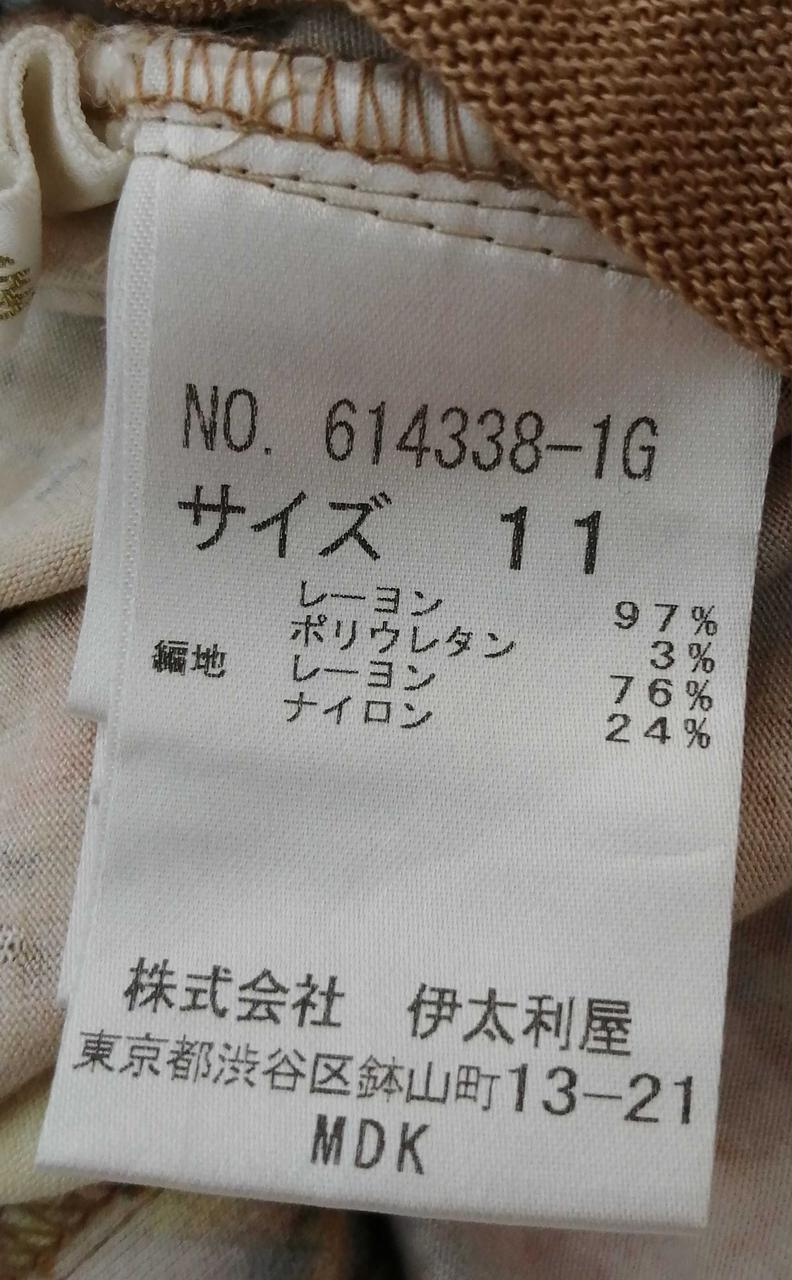 NO. 614338-1G
サイズ 11
レーヨン 97%
ポリウレタン 3%
編地 レーヨン 76%
ナイロン 24%
株式会社 伊太利屋
東京都渋谷区鉢山町13-21
MDK